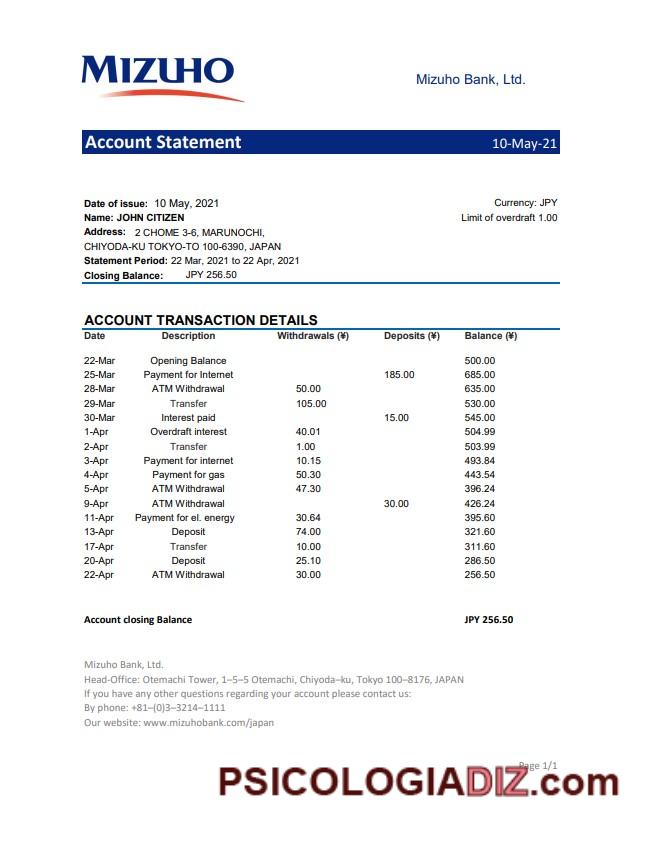 MIZUHO
Mizuho Bank, Ltd.
Account Statement 10-May-21
Date of issue: 10 May, 2021 Currency: JPY
Name: JOHN CITIZEN Limit of overdraft 1.00
Address: 2 CHOME 3-6, MARUNOCHI,
CHIYODA-KU TOKYO-TO 100-6390, JAPAN
Statement Period: 22 Mar, 2021 to 22 Apr, 2021
Closing Balance: JPY 256.50
ACCOUNT TRANSACTION DETAILS
Date Description Withdrawals (¥) Deposits (¥) Balance (¥)
22-Mar Opening Balance 500.00
25-Mar Payment for Internet 185.00 685.00
28-Mar ATM Withdrawal 50.00 635.00
29-Mar Transfer 105.00 530.00
30-Mar Interest paid 15.00 545.00
1-Apr Overdraft interest 40.01 504.99
2-Apr Transfer 1.00 503.99
3-Apr Payment for internet 10.15 493.84
4-Apr Payment for gas 50.30 443.54
5-Apr ATM Withdrawal 47.30 396.24
9-Apr ATM Withdrawal 30.00 426.24
11-Apr Payment for el. energy 30.64 395.60
13-Apr Deposit 74.00 321.60
17-Apr Transfer 10.00 311.60
20-Apr Deposit 25.10 286.50
22-Apr ATM Withdrawal 30.00 256.50
Account closing Balance JPY 256.50
Mizuho Bank, Ltd.
Head-Office: Otemachi Tower, 1–5–5 Otemachi, Chiyoda–ku, Tokyo 100–8176, JAPAN
If you have any other questions regarding your account please contact us:
By phone: +81–(0)3–3214–1111
Our website: www.mizuhobank.com/japan
Page 1/1
PSICOLOGIADIZ.com